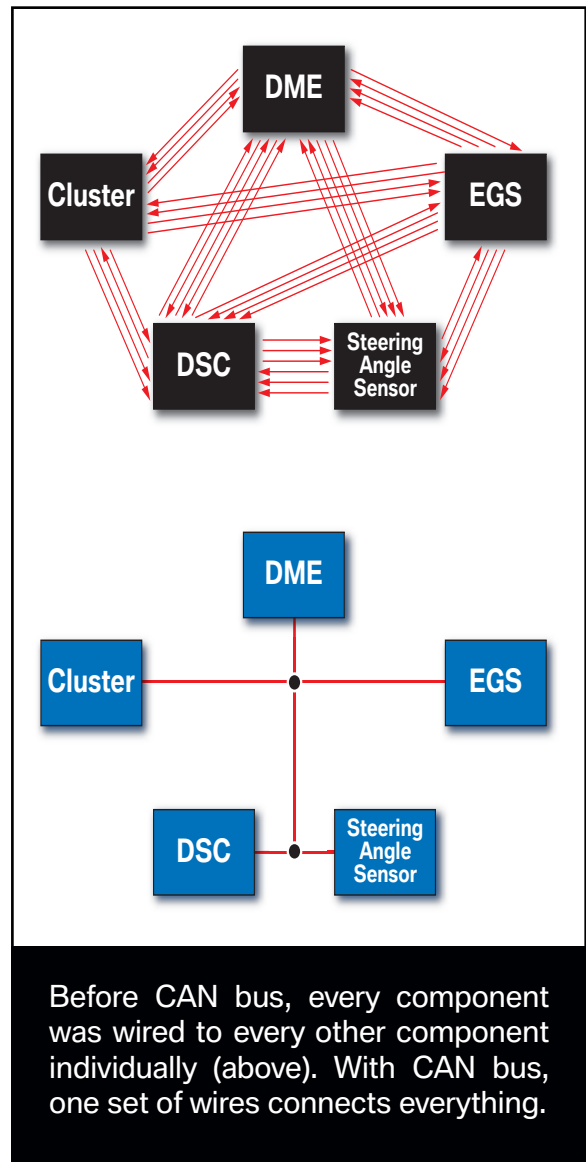 DME
Cluster
EGS
DSC
Steering
Angle
Sensor
DME
Cluster
EGS
DSC
Steering
Angle
Sensor
Before CAN bus, every component
was wired to every other component
individually (above). With CAN bus,
one set of wires connects everything.